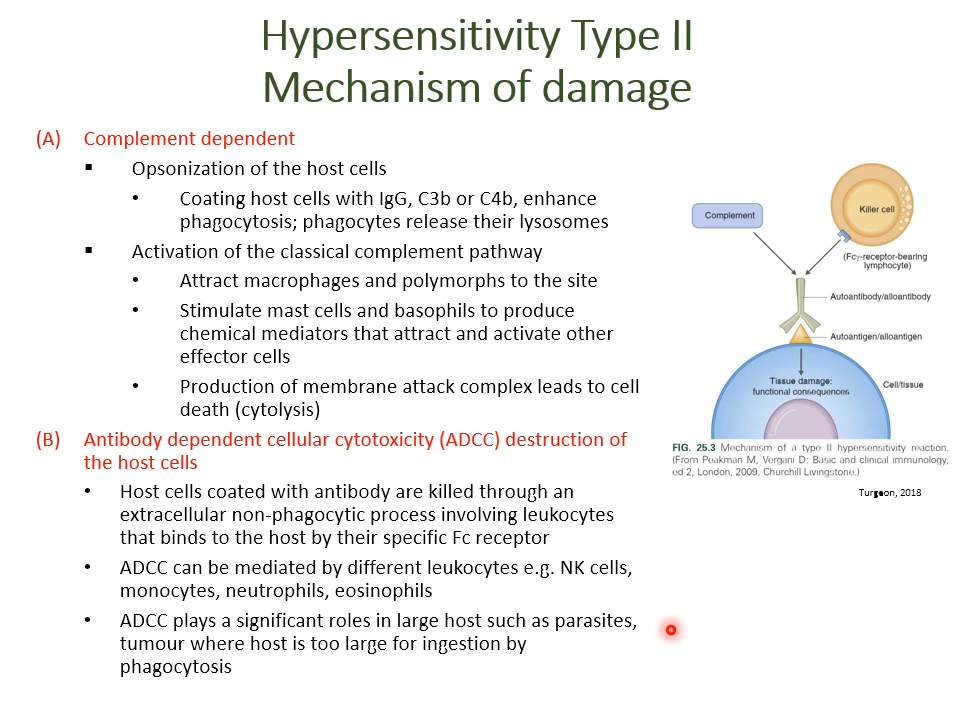 Hypersensitivity Type II
Mechanism of damage
(A) Complement dependent
▪ Opsonization of the host cells
• Coating host cells with IgG, C3b or C4b, enhance
phagocytosis; phagocytes release their lysosomes
▪ Activation of the classical complement pathway
• Attract macrophages and polymorphs to the site
• Stimulate mast cells and basophils to produce
chemical mediators that attract and activate other
effector cells
• Production of membrane attack complex leads to cell
death (cytolysis)
(B) Antibody dependent cellular cytotoxicity (ADCC) destruction of
the host cells
• Host cells coated with antibody are killed through an
extracellular non-phagocytic process involving leukocytes
that binds to the host by their specific Fc receptor
• ADCC can be mediated by different leukocytes e.g. NK cells,
monocytes, neutrophils, eosinophils
• ADCC plays a significant roles in large host such as parasites,
tumour where host is too large for ingestion by
phagocytosis
Complement
Killer cell
(Fcγ-receptor-bearing
lymphocyte)
Autoantibody/alloantibody
Autoantigen/alloantigen
Tissue damage:
functional consequences
Cell/tissue
FIG. 25.3 Mechanism of a type II hypersensitivity reaction.
(From Peakman M, Vergani D: Basic and clinical immunology,
ed 2, London, 2009, Churchill Livingstone.)
Turgeon, 2018